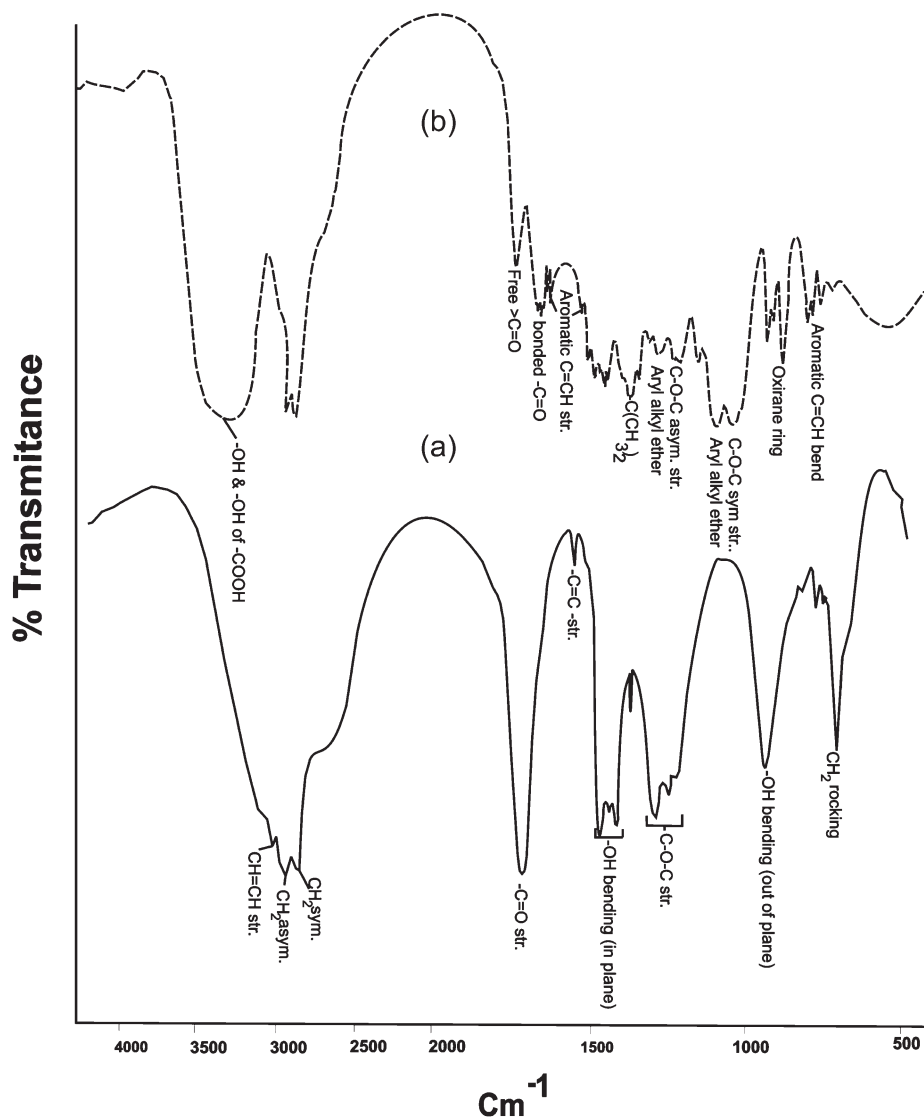 (b)
Free >C=O
bonded -C=O
Aromatic C=CH str.
-C(CH3)2
Aryl alkyl ether
C-O-C asym. str.
Aryl alkyl ether
C-O-C sym str..
Oxirane ring
Aromatic C=CH bend
-OH & -OH of -COOH
(a)
% Transmitance
-C=C -str.
CH=CH str.
CH2asym.
CH2sym.
-C=O str.
-OH bending (in plane)
-C-O-C str.
-OH bending (out of plane)
CH2 rocking
4000 3500 3000 2000 1500 1000 500
Cm-1